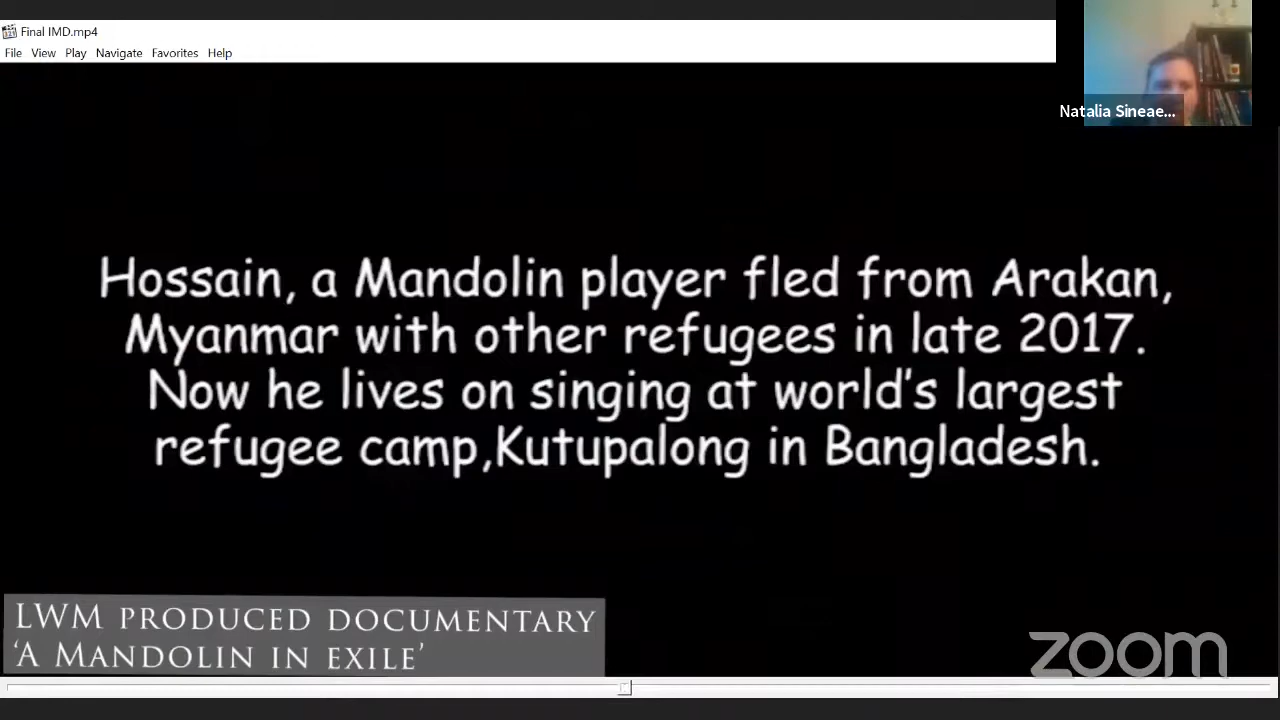 Final IMD.mp4
File View Play Navigate Favorites Help
Natalia Sineae...
Hossain, a Mandolin player fled from Arakan,
Myanmar with other refugees in late 2017.
Now he lives on singing at world's largest
refugee camp,Kutupalong in Bangladesh.
LWM PRODUCED DOCUMENTARY
‘A MANDOLIN IN EXILE’
zoom